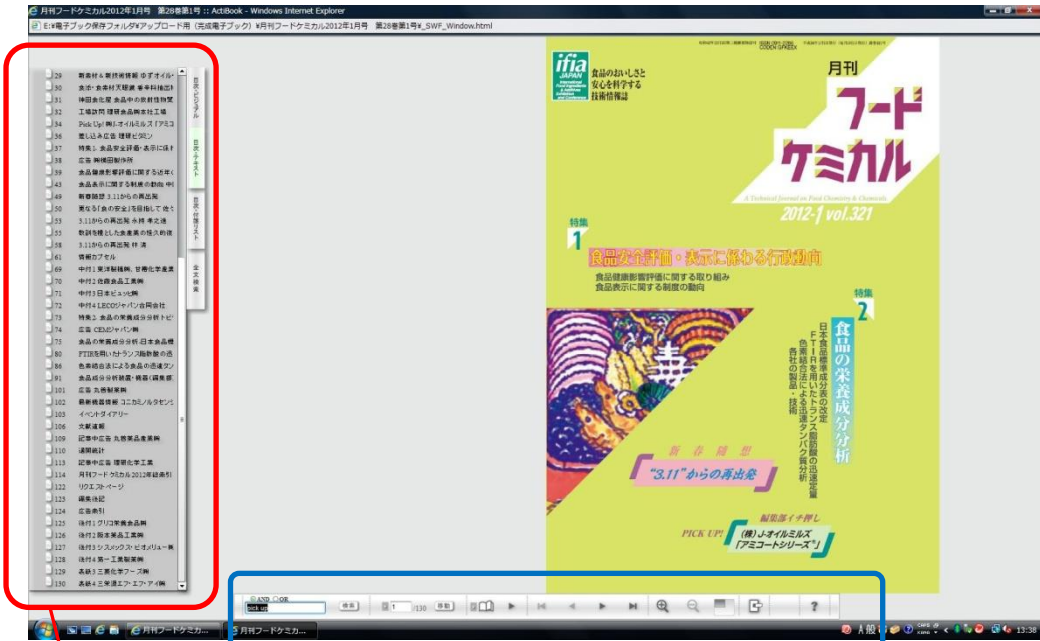 月刊フードケミカル2012年1月号 第28巻第1号 :: ActiBook - Windows Internet Explorer
E:¥電子ブック保存フォルダ¥アップロード用（完成電子ブック）¥月刊フードケミカル2012年1月号 第28巻第1号¥_SWF_Window.html
29 新素材&新技術情報 ゆずオイル・
30
31 神田食化屋 食品中の放射性物質
32 工場訪問 理研食品㈱本社工場
34 Pick Up! ㈱J-オイルミルズ「アミコ
36 差し込み広告 理研ビタミン
37 特集1- 食品安全評価・表示に係わ
38 広告 ㈱横田製作所
39 食品健康影響評価に関する近年く
43 食品表示に関する制度の動向 中
49 新春随想 3.11からの再出発
50 更なる「食の安全」を目指して 佐々
53 3.11からの再出発
55
58 3.11からの再出発 林 清
61 情報カプセル
69 中付1 東洋製糖㈱、甘糖化学産業
70 中付2 佐藤食品工業㈱
71 中付3 日本ビュッヒ㈱
72 中付4 LECOジャパン合同会社
73 特集2- 食品の栄養成分分析トピ
74 広告 CEMジャパン㈱
75 食品の栄養成分分析-日本食品標
80 FTIRを用いたトランス脂肪酸の迅
86 色素結合法による食品の迅速タン
91 食品成分分析装置・機器(編集部
101 広告 丸善製薬㈱
102 最新機器情報 コニカミノルタセンシ
103 イベントダイアリー
106 文献速報
109 記事中広告 丸善薬品産業㈱
110 通関統計
113 記事中広告 理研化学工業
114 月刊フードケミカル2012年総索引
122 リクエストページ
123 編集後記
124 広告索引
125 後付1 グリコ栄養食品㈱
126 後付2 阪本薬品工業㈱
127 後付3 シスメックス・ビオメリュー㈱
128 後付4 第一工業製薬㈱
129 表紙3 三菱化学フーズ㈱
130 表紙4 三栄源エフ・エフ・アイ㈱
目次・ビジュアル
目次・テキスト
目次・付箋リスト
全文検索
ifia
JAPAN
食品のおいしさと
安心を科学する
技術情報誌
月刊
フード
ケミカル
A Technical Journal on Food Chemistry & Chemicals
2012-1 vol.321
特集
1
食品安全評価・表示に係わる行政動向
食品健康影響評価に関する取り組み
食品表示に関する制度の動向
特集
2
食品の栄養成分分析
日本食品標準成分表の改定
FTIRを用いたトランス脂肪酸の迅速定量
色素結合法による迅速タンパク質分析
各社の製品・技術
新春随想
“3.11”からの再出発
編集部イチ押し
PICK UP!
(株)J-オイルミルズ
「アミコートシリーズ®」
AND OR
pick up
検索
1 /130 移動
?
月刊フードケミカ...
月刊フードケミカ...
A 般
CAPS
KANA
13:38